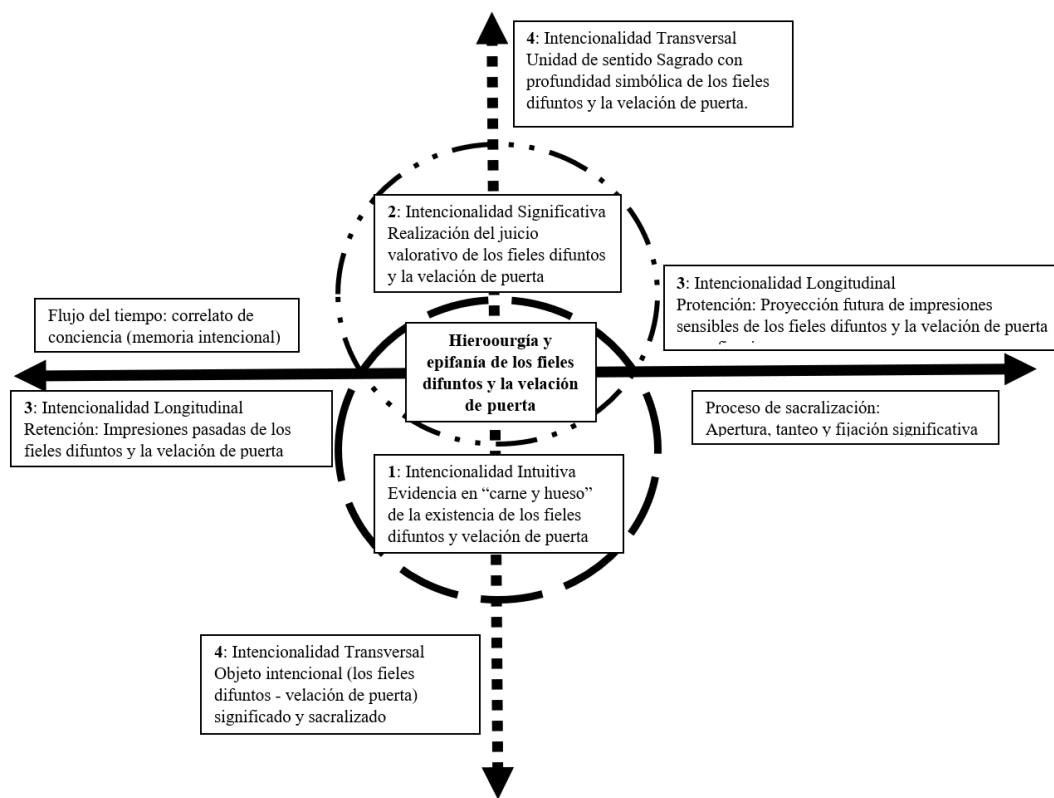 4: Intencionalidad Transversal
Unidad de sentido Sagrado con
profundidad simbólica de los fieles
difuntos y la velación de puerta.
2: Intencionalidad Significativa
Realización del juicio
valorativo de los fieles difuntos
y la velación de puerta
3: Intencionalidad Longitudinal
Protención: Proyección futura de impresiones
sensibles de los fieles difuntos y la velación de puerta
Flujo del tiempo: correlato de
conciencia (memoria intencional)
Hieroourgía y
epifanía de los fieles
difuntos y la velación
de puerta
3: Intencionalidad Longitudinal
Retención: Impresiones pasadas de los
fieles difuntos y la velación de puerta
Proceso de sacralización:
Apertura, tanteo y fijación significativa
1: Intencionalidad Intuitiva
Evidencia en “carne y hueso”
de la existencia de los fieles
difuntos y velación de puerta
4: Intencionalidad Transversal
Objeto intencional (los fieles
difuntos - velación de puerta)
significado y sacralizado